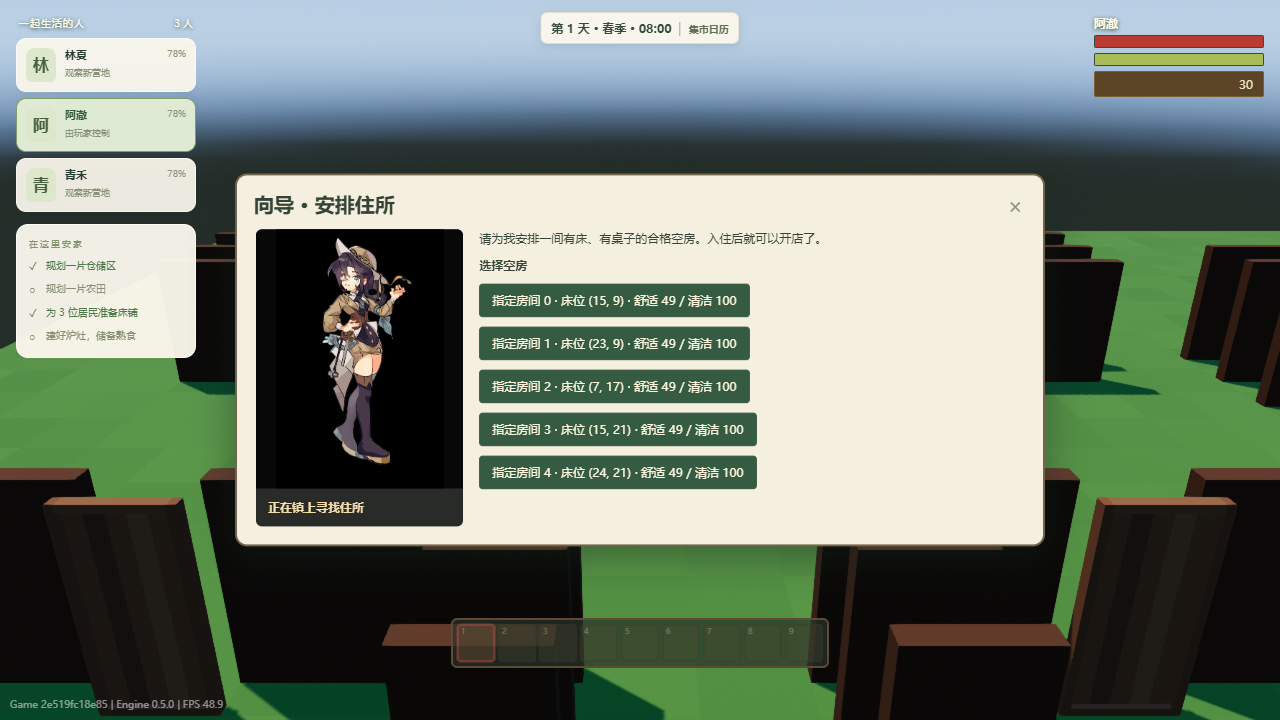 一起生活的人 3 人
林
林夏 78%
观察新营地
阿
阿澈 78%
由玩家控制
青
青禾 78%
观察新营地
在这里安家
✓ 规划一片仓储区
○ 规划一片农田
✓ 为 3 位居民准备床铺
○ 建好炉灶，储备熟食
第 1 天 • 春季 • 08:00 | 集市日历
阿澈
30
向导 • 安排住所
×
请为我安排一间有床、有桌子的合格空房。入住后就可以开店了。
选择空房
指定房间 0 · 床位 (15, 9) · 舒适 49 / 清洁 100
指定房间 1 · 床位 (23, 9) · 舒适 49 / 清洁 100
指定房间 2 · 床位 (7, 17) · 舒适 49 / 清洁 100
指定房间 3 · 床位 (15, 21) · 舒适 49 / 清洁 100
指定房间 4 · 床位 (24, 21) · 舒适 49 / 清洁 100
正在镇上寻找住所
1 2 3 4 5 6 7 8 9
Game 2e519fc18e85 | Engine 0.5.0 | FPS 48.9